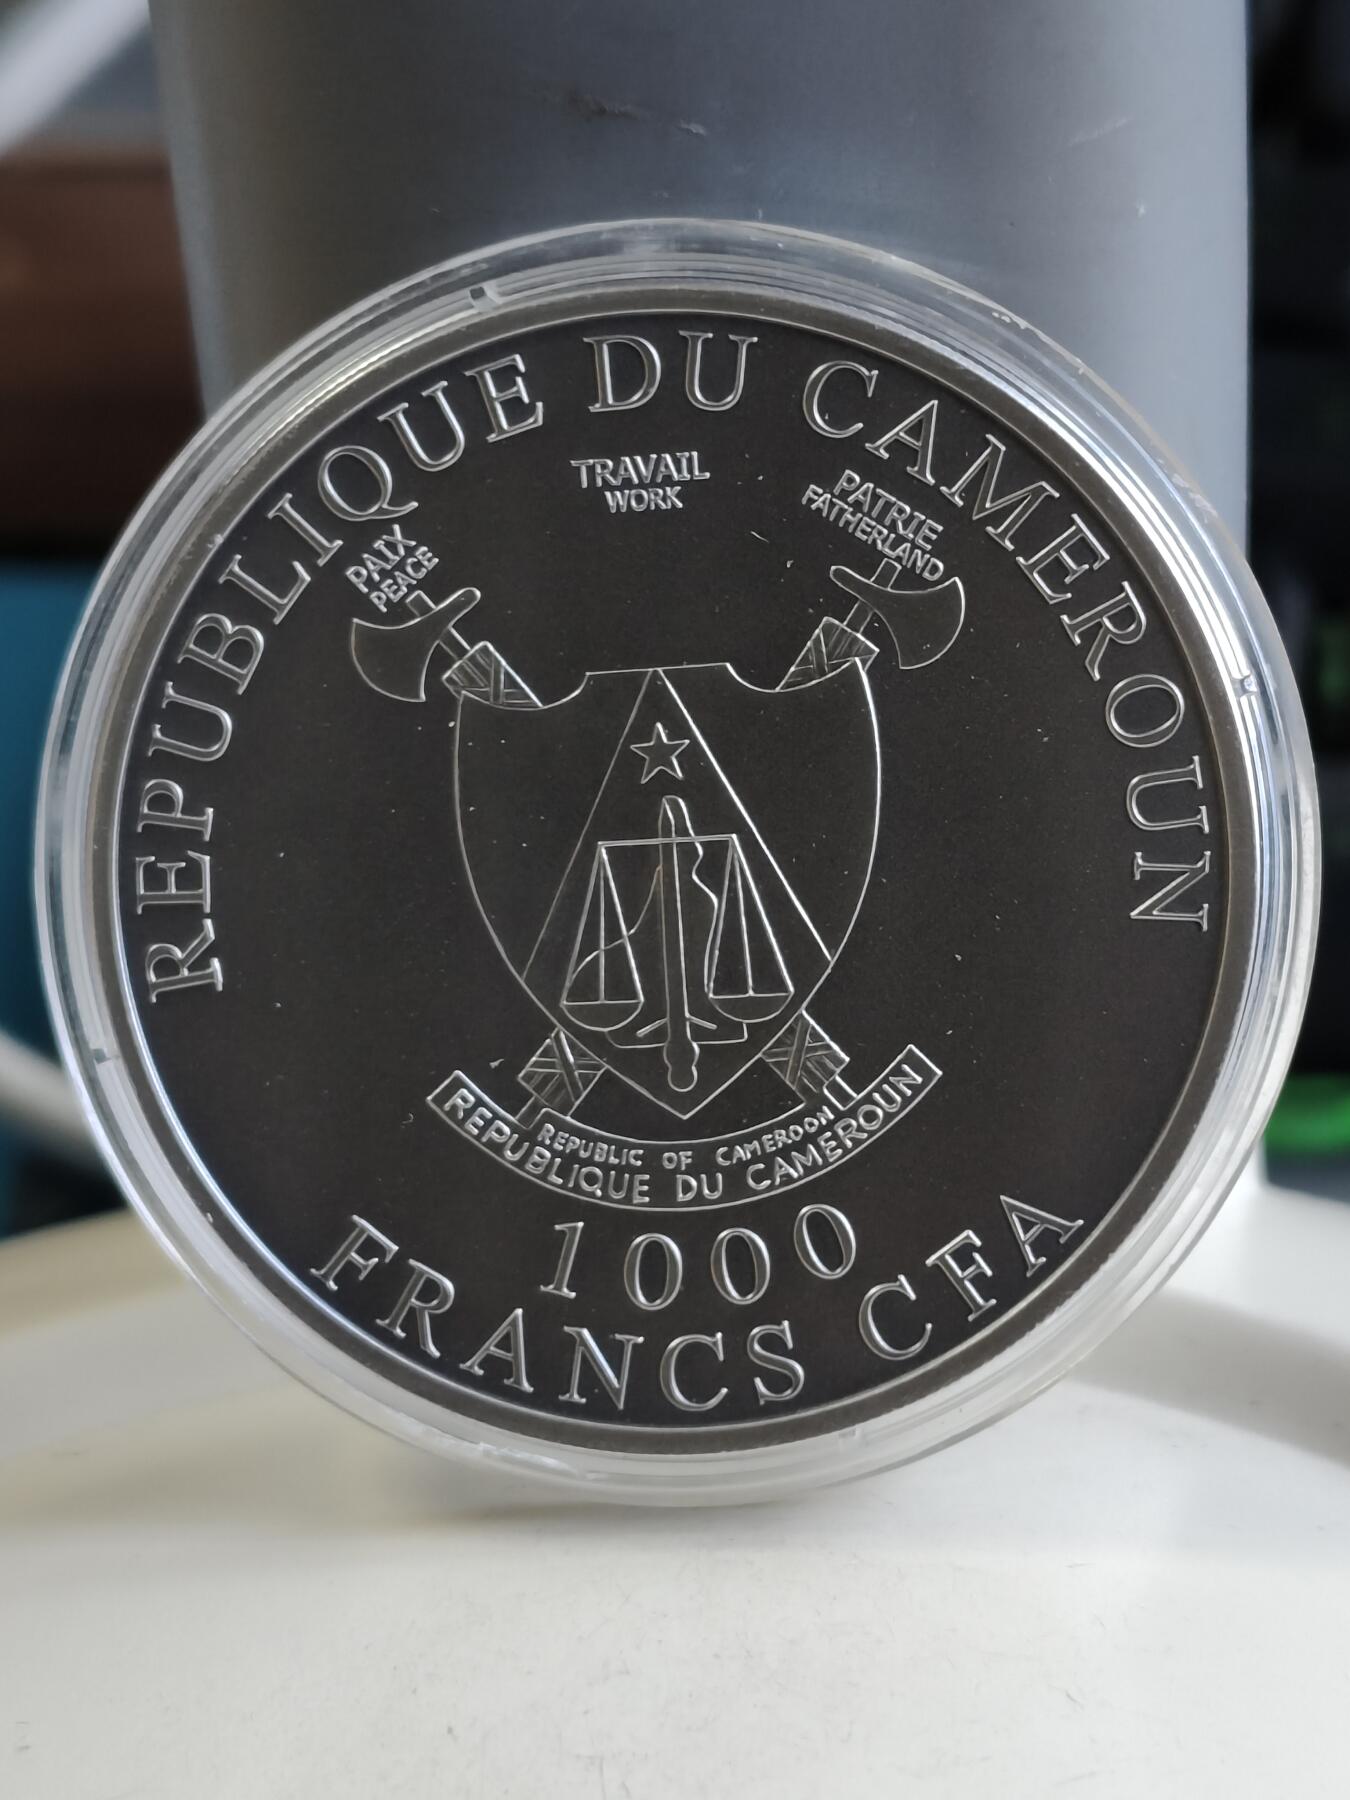 REPUBLIQUE DU CAMEROUN
TRAVAIL
WORK
PAIX
PEACE
PATRIE
FATHERLAND
REPUBLIC OF CAMEROON
REPUBLIQUE DU CAMEROUN
1000
FRANCS CFA